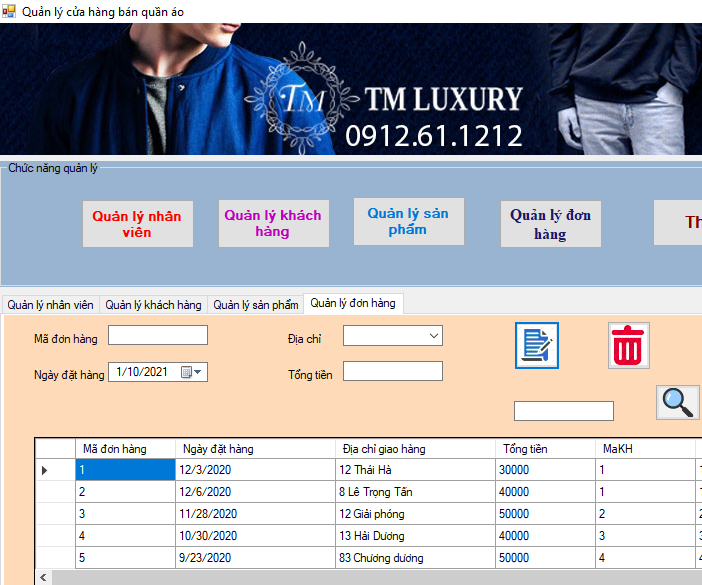 Quản lý cửa hàng bán quần áo
TM
TM LUXURY
0912.61.1212
Chức năng quản lý
Quản lý nhân
viên
Quản lý khách
hàng
Quản lý sản
phẩm
Quản lý đơn
hàng
Quản lý nhân viên Quản lý khách hàng Quản lý sản phẩm Quản lý đơn hàng
Mã đơn hàng Địa chỉ
Ngày đặt hàng 1/10/2021 Tổng tiền
Mã đơn hàng Ngày đặt hàng Địa chỉ giao hàng Tổng tiền MaKH
1 12/3/2020 12 Thái Hà 30000 1
2 12/6/2020 8 Lê Trọng Tấn 40000 1
3 11/28/2020 12 Giải phóng 50000 2
4 10/30/2020 13 Hải Dương 40000 3
5 9/23/2020 83 Chương dương 50000 4